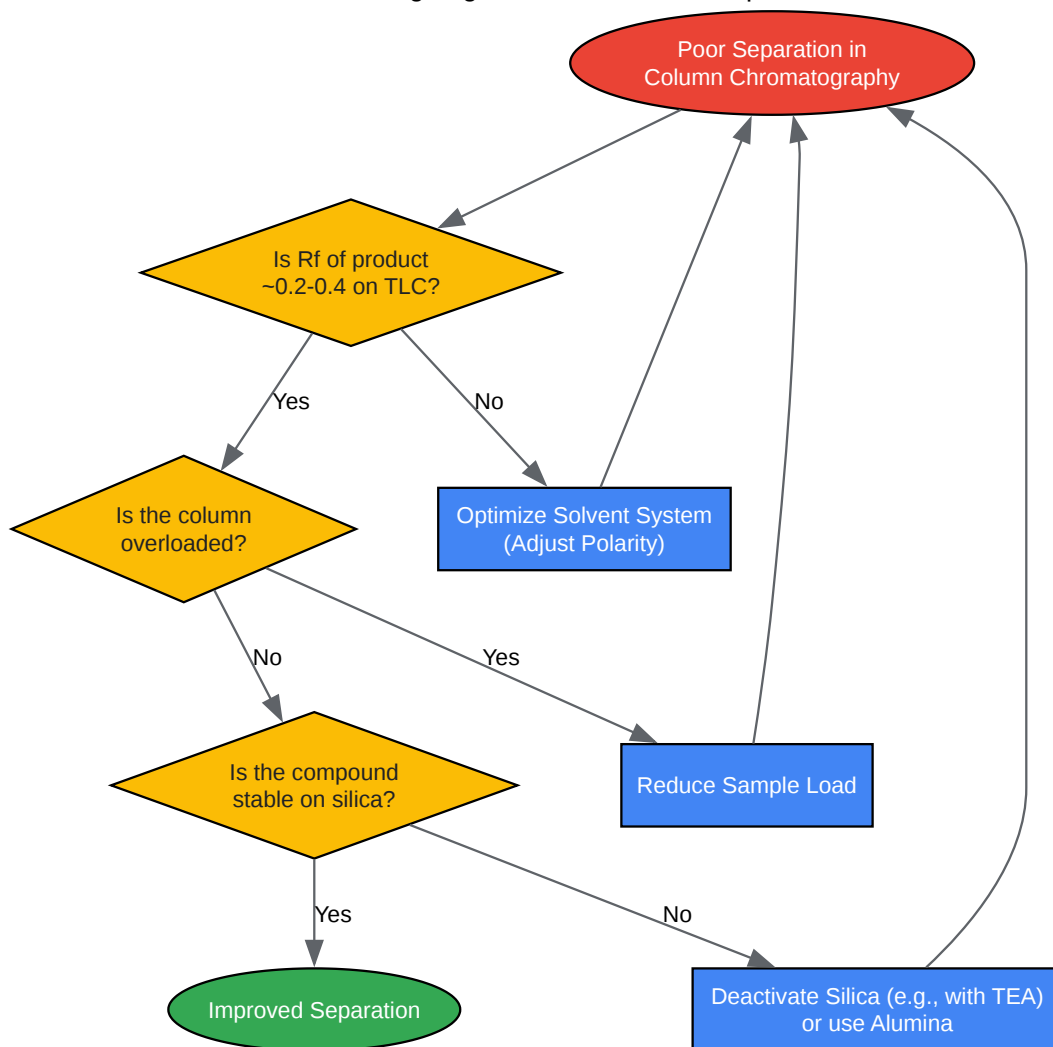 Poor Separation in
Column Chromatography
Is Rf of product
~0.2-0.4 on TLC?
Yes
No
Is the column
overloaded?
Optimize Solvent System
(Adjust Polarity)
No
Yes
Is the compound
stable on silica?
Reduce Sample Load
Yes
No
Improved Separation
Deactivate Silica (e.g., with TEA)
or use Alumina